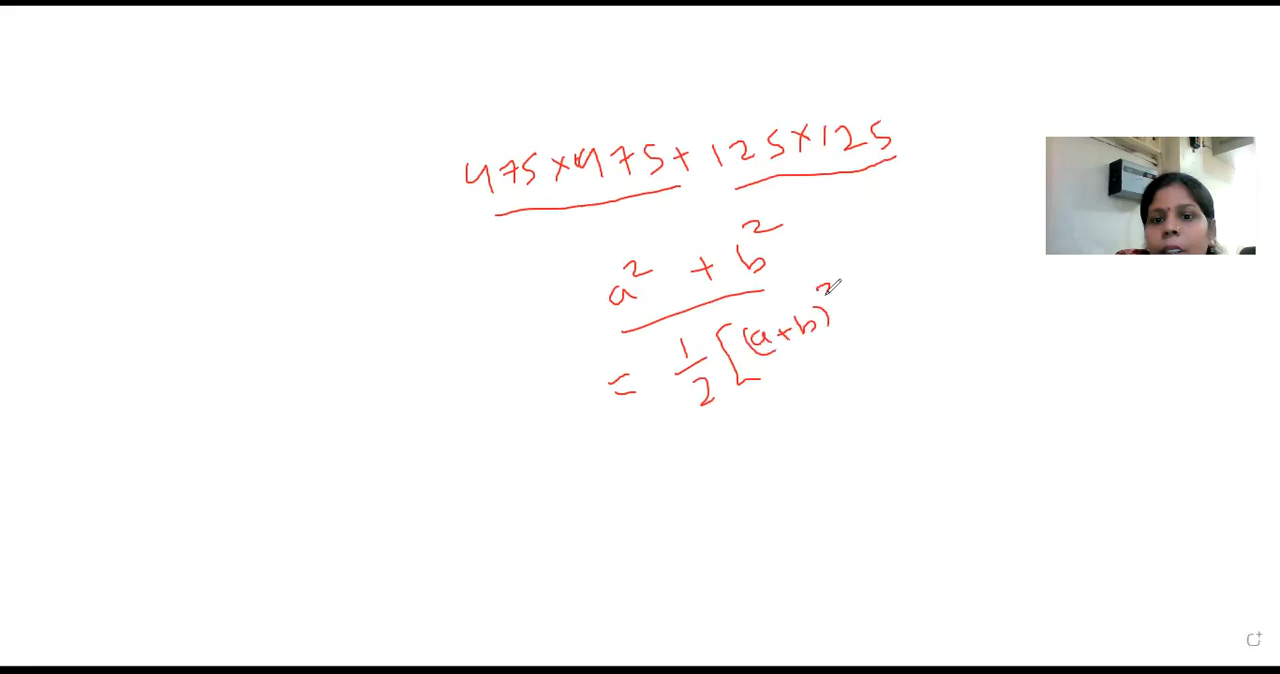 475×475+125×125
a² + b²
= 1/2 [(a+b)²